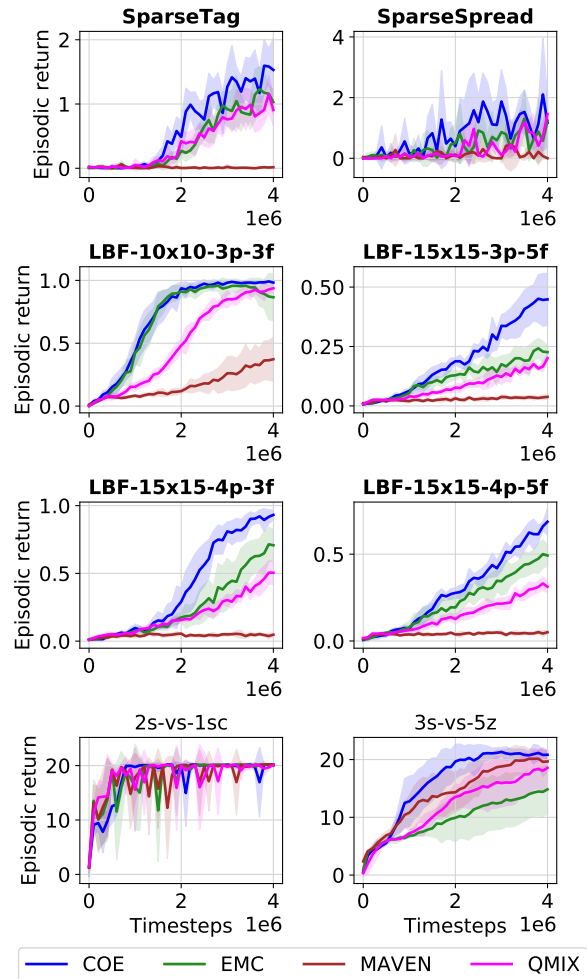 SparseTag SparseSpread
Episodic return
2
1
0
4
2
0
0 2 4
1e6
0 2 4
1e6
LBF-10x10-3p-3f LBF-15x15-3p-5f
Episodic return
1.0
0.5
0.0
0.50
0.25
0.00
0 2 4
1e6
0 2 4
1e6
LBF-15x15-4p-3f LBF-15x15-4p-5f
Episodic return
1.0
0.5
0.0
0.5
0.0
0 2 4
1e6
0 2 4
1e6
2s-vs-1sc 3s-vs-5z
Episodic return
20
10
0
20
10
0
0 2 4
Timesteps 1e6
0 2 4
Timesteps 1e6
COE EMC MAVEN QMIX